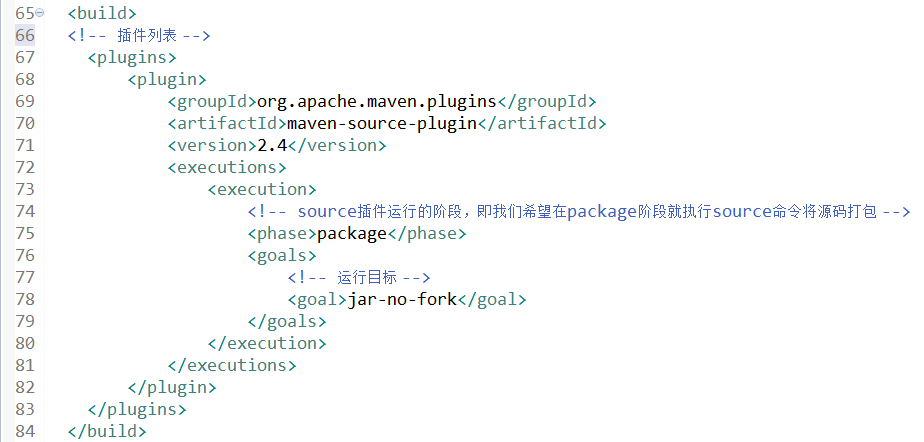 65 <build>
66 <!-- 插件列表 -->
67 <plugins>
68 <plugin>
69 <groupId>org.apache.maven.plugins</groupId>
70 <artifactId>maven-source-plugin</artifactId>
71 <version>2.4</version>
72 <executions>
73 <execution>
74 <!-- source插件运行的阶段，即我们希望在package阶段就执行source命令将源码打包 -->
75 <phase>package</phase>
76 <goals>
77 <!-- 运行目标 -->
78 <goal>jar-no-fork</goal>
79 </goals>
80 </execution>
81 </executions>
82 </plugin>
83 </plugins>
84 </build>